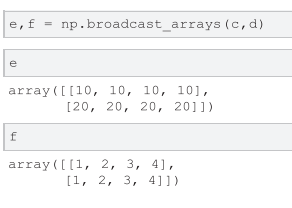 e,f = np.broadcast_arrays(c,d)
e
array([[10, 10, 10, 10],
       [20, 20, 20, 20]])
f
array([[1, 2, 3, 4],
       [1, 2, 3, 4]])